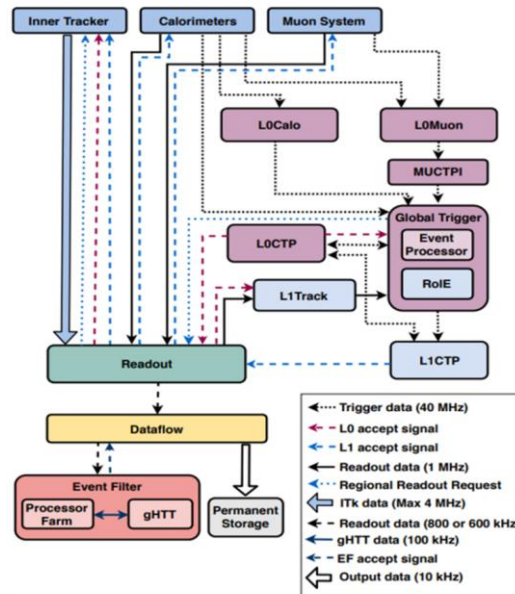 Inner Tracker
Calorimeters
Muon System
L0Calo
L0Muon
MUCTPI
Global Trigger
Event
Processor
RoIE
L0CTP
L1Track
L1CTP
Readout
Dataflow
Event Filter
Processor
Farm
gHTT
Permanent
Storage
Trigger data (40 MHz)
L0 accept signal
L1 accept signal
Readout data (1 MHz)
Regional Readout Request
ITk data (Max 4 MHz)
Readout data (800 or 600 kHz)
gHTT data (100 kHz)
EF accept signal
Output data (10 kHz)